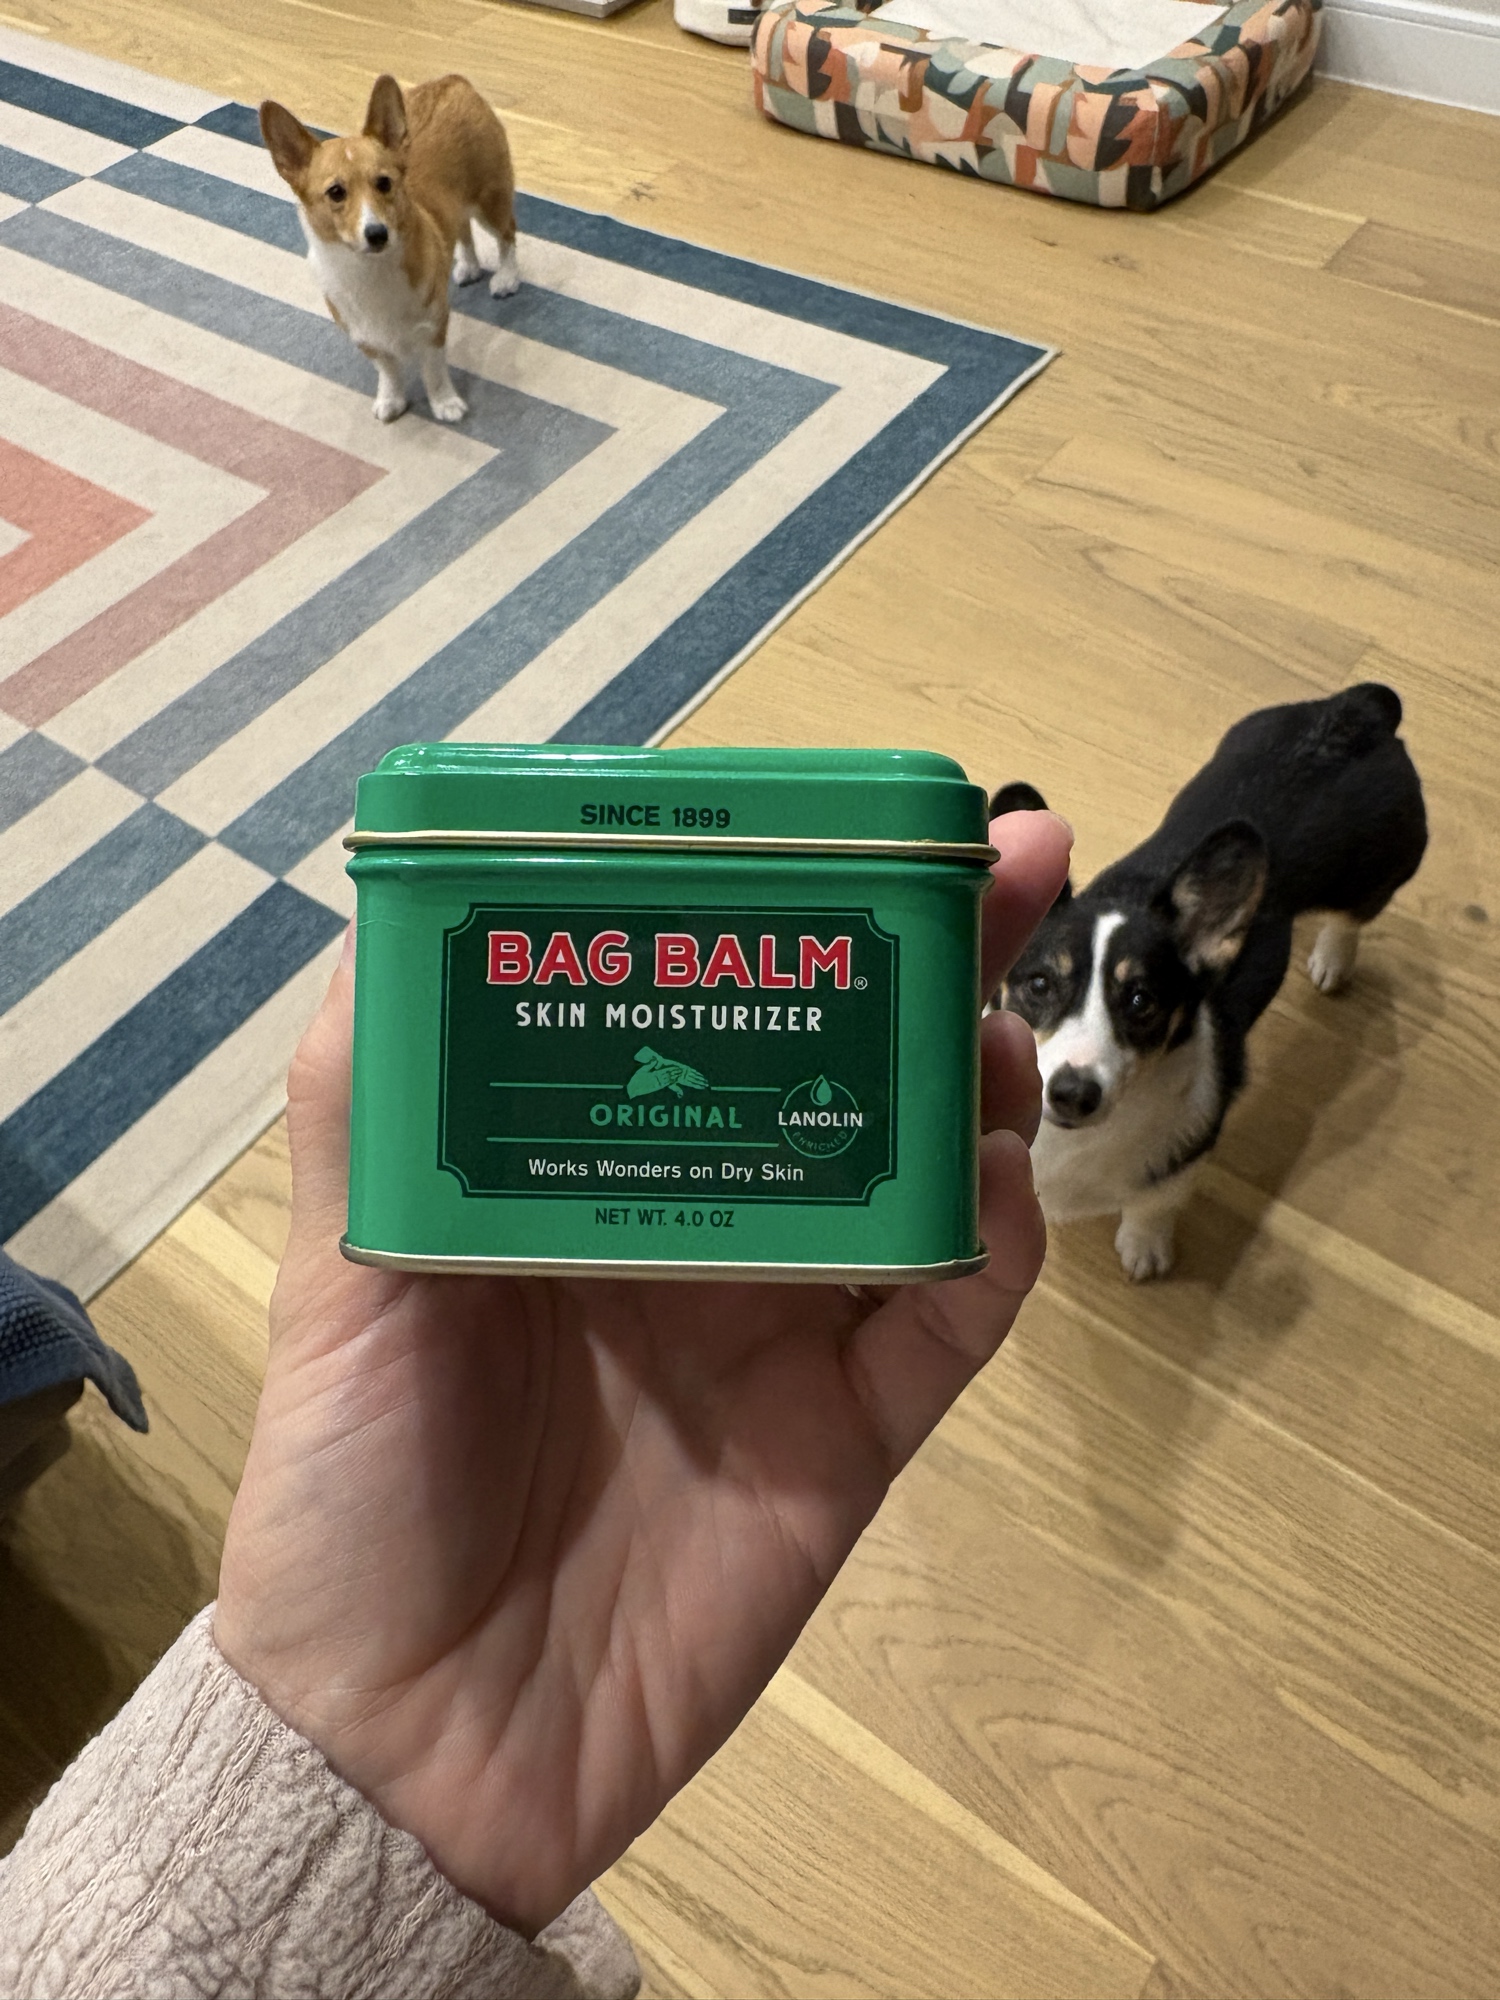 SINCE 1899
BAG BALM®
SKIN MOISTURIZER
ORIGINAL
LANOLIN
ENRICHED
Works Wonders on Dry Skin
NET WT. 4.0 OZ